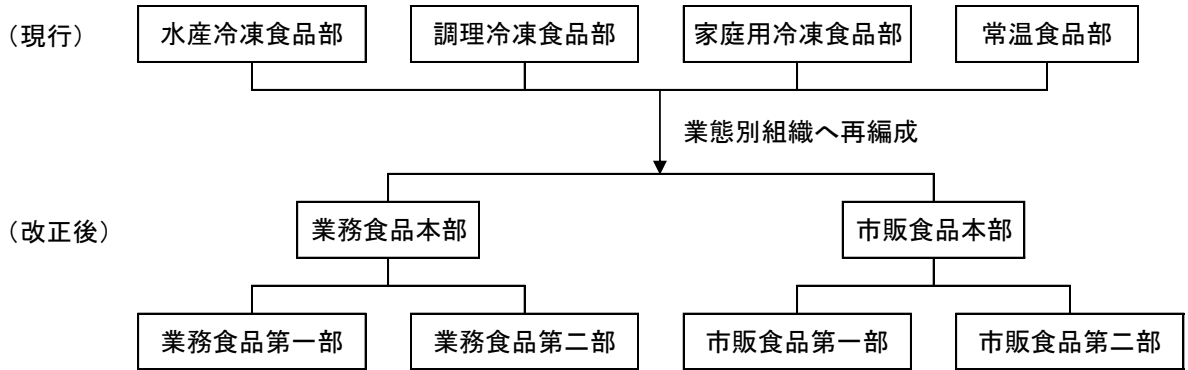 （現行）
水産冷凍食品部
調理冷凍食品部
家庭用冷凍食品部
常温食品部
業態別組織へ再編成
（改正後）
業務食品本部
市販食品本部
業務食品第一部
業務食品第二部
市販食品第一部
市販食品第二部